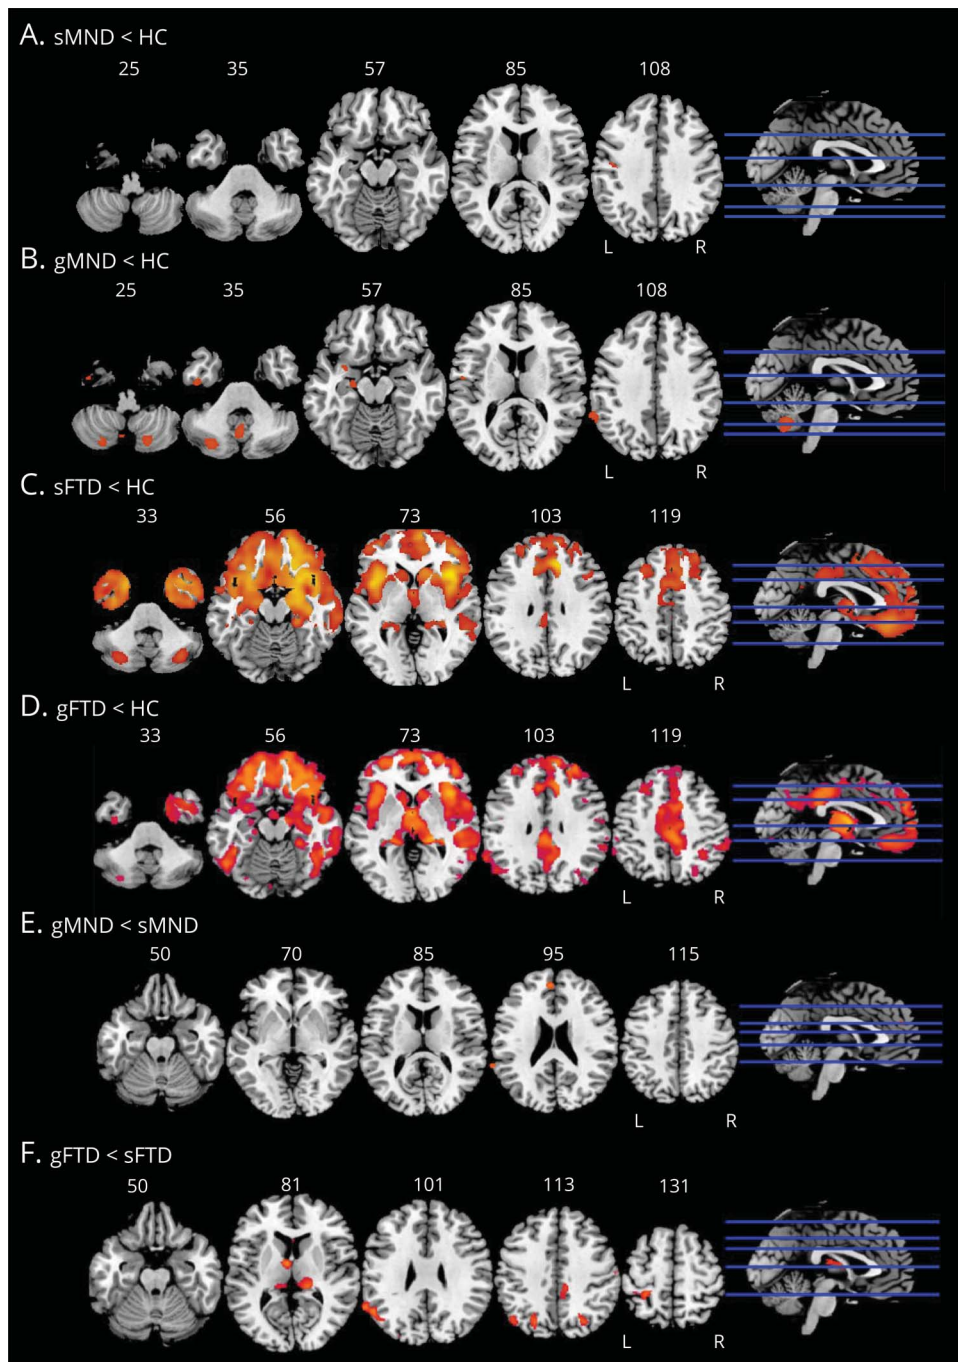 A. sMND < HC
25 35 57 85 108
L R
B. gMND < HC
25 35 57 85 108
L R
C. sFTD < HC
33 56 73 103 119
L R
D. gFTD < HC
33 56 73 103 119
L R
E. gMND < sMND
50 70 85 95 115
L R
F. gFTD < sFTD
50 81 101 113 131
L R